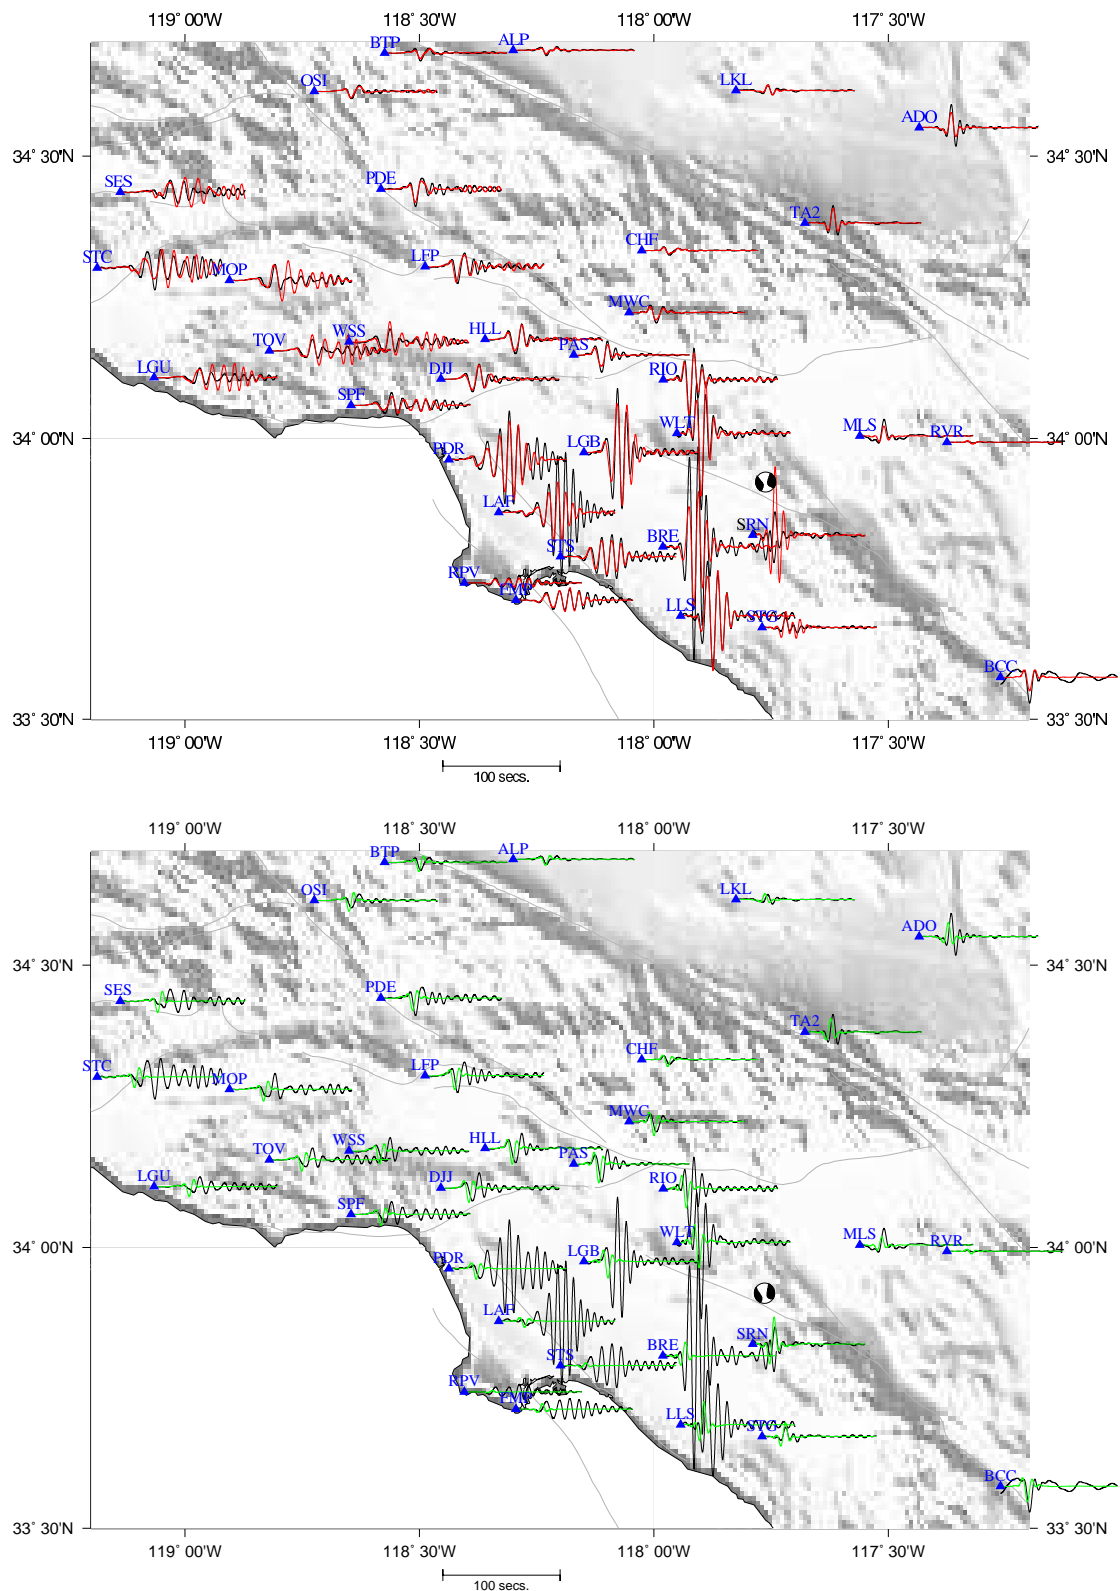 119˚ 00'W 118˚ 30'W 118˚ 00'W 117˚ 30'W
BTP ALP
OSI LKL
ADO
34˚ 30'N 34˚ 30'N
SES PDE
TA2
STC MOP LFP CHF
MWC
TOV WSS HLL PAS
LGU DJJ RIO
SPF
34˚ 00'N 34˚ 00'N
PDR LGB WLT MLS RVR
LAF
STS BRE SRN
RPV
FMP LLS STG
BCC
33˚ 30'N 33˚ 30'N
119˚ 00'W 118˚ 30'W 118˚ 00'W 117˚ 30'W
100 secs.
119˚ 00'W 118˚ 30'W 118˚ 00'W 117˚ 30'W
BTP ALP
OSI LKL
ADO
34˚ 30'N 34˚ 30'N
SES PDE
TA2
STC MOP LFP CHF
MWC
TOV WSS HLL PAS
LGU DJJ RIO
SPF
34˚ 00'N 34˚ 00'N
PDR LGB WLT MLS RVR
LAF
STS BRE SRN
RPV
FMP LLS STG
BCC
33˚ 30'N 33˚ 30'N
119˚ 00'W 118˚ 30'W 118˚ 00'W 117˚ 30'W
100 secs.